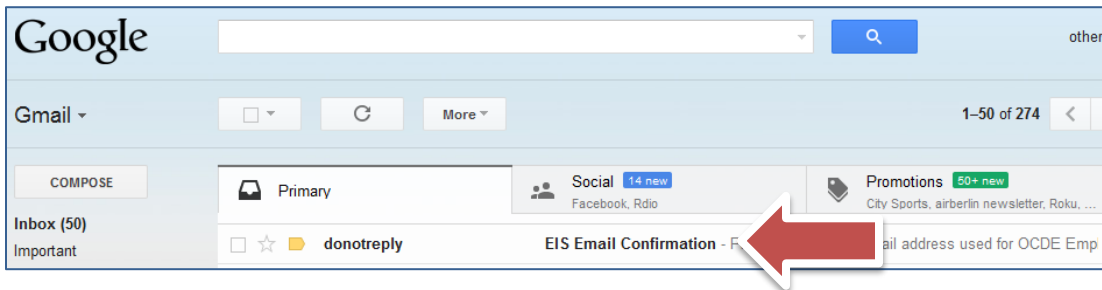 Google
other
Gmail
More
1–50 of 274
COMPOSE
Primary
Social 14 new
Facebook, Rdio
Promotions 50+ new
City Sports, airberlin newsletter, Roku, ...
Inbox (50)
Important
donotreply EIS Email Confirmation - address used for OCDE Emp